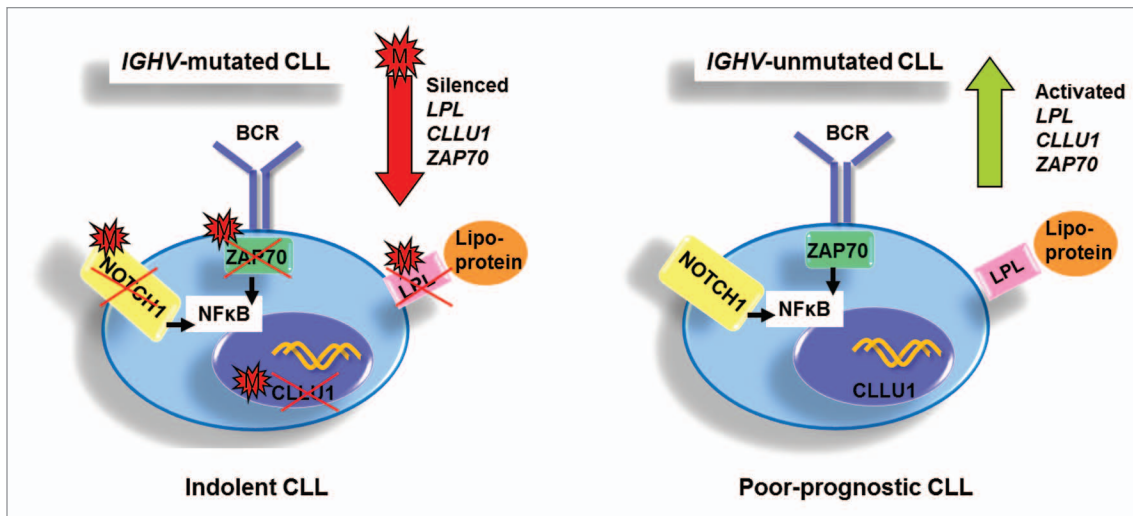 IGHV-mutated CLL
M
Silenced
LPL
CLLU1
ZAP70
BCR
M
M
ZAP70
NOTCH1
NFκB
M
LPL
Lipo-
protein
M
CLLU1
Indolent CLL
IGHV-unmutated CLL
Activated
LPL
CLLU1
ZAP70
BCR
ZAP70
NOTCH1
NFκB
LPL
Lipo-
protein
CLLU1
Poor-prognostic CLL